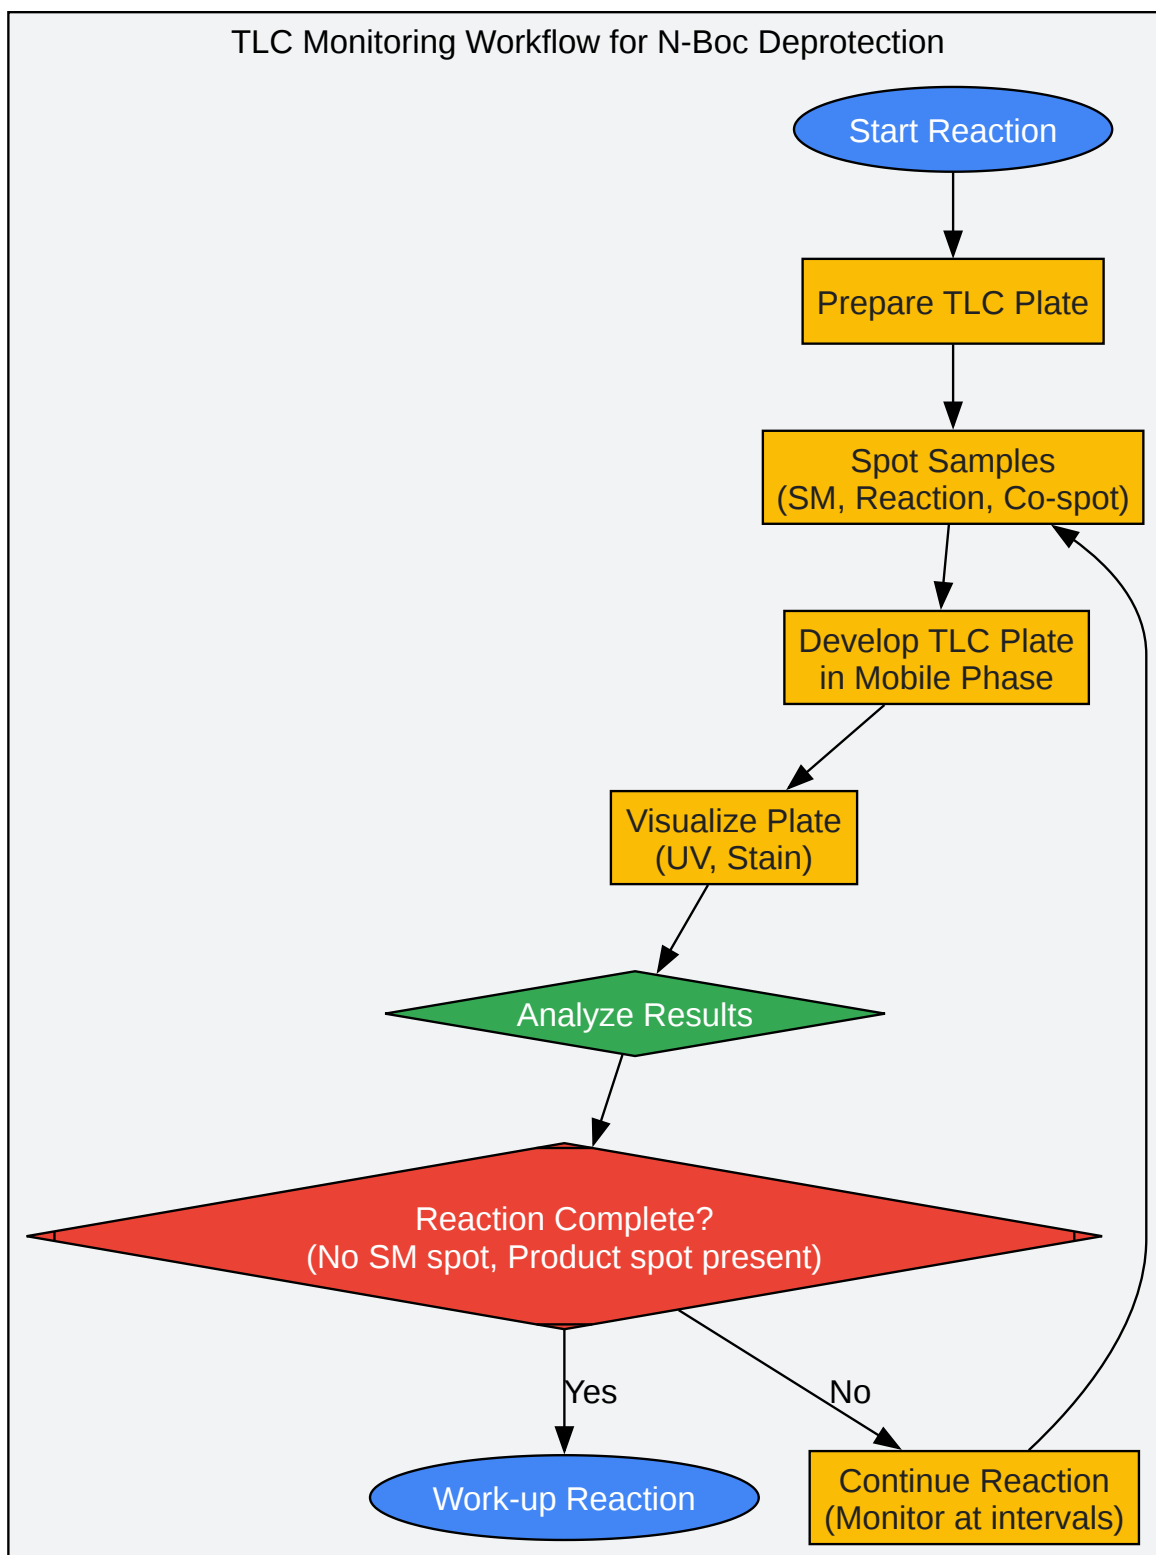 TLC Monitoring Workflow for N-Boc Deprotection
Start Reaction
Prepare TLC Plate
Spot Samples
(SM, Reaction, Co-spot)
Develop TLC Plate
in Mobile Phase
Visualize Plate
(UV, Stain)
Analyze Results
Reaction Complete?
(No SM spot, Product spot present)
Yes
No
Work-up Reaction
Continue Reaction
(Monitor at intervals)